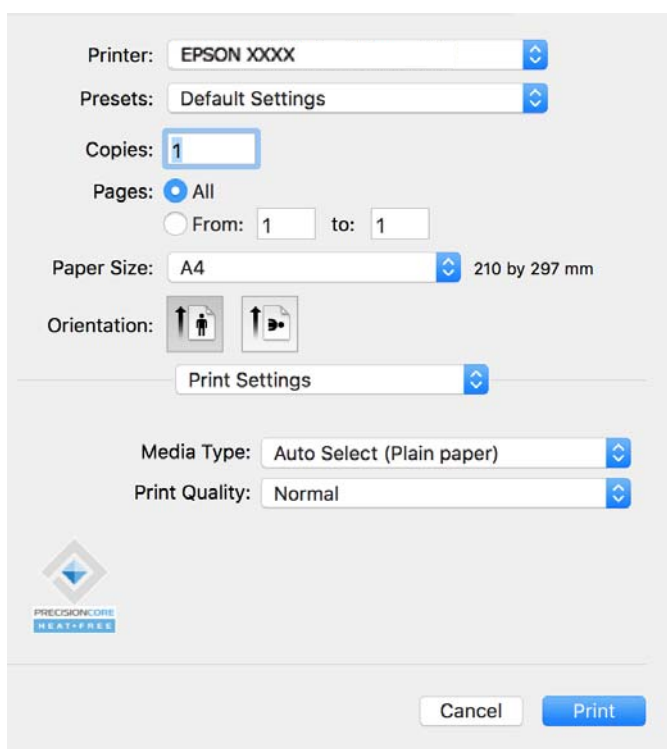 Printer: EPSON XXXX
Presets: Default Settings
Copies: 1
Pages: All
From: 1 to: 1
Paper Size: A4 210 by 297 mm
Orientation:
Print Settings
Media Type: Auto Select (Plain paper)
Print Quality: Normal
PRECISIONCORE
HEAT-FREE
Cancel Print